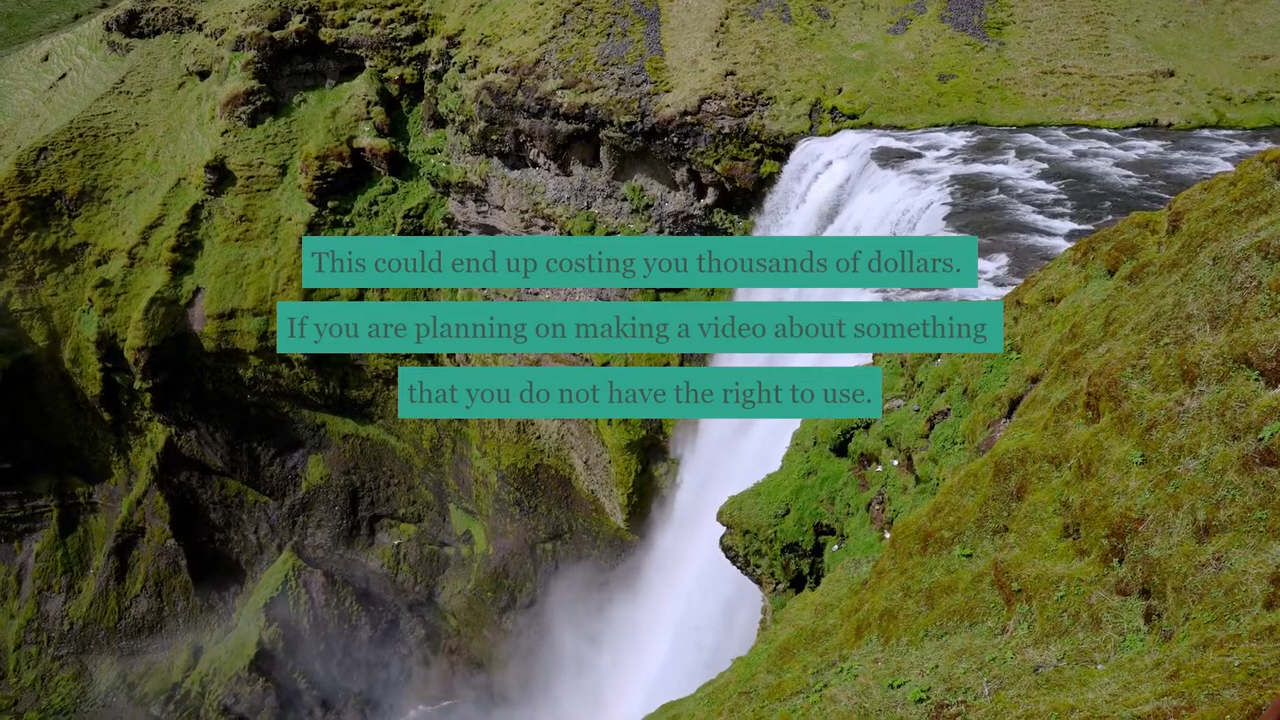 This could end up costing you thousands of dollars.
If you are planning on making a video about something
that you do not have the right to use.